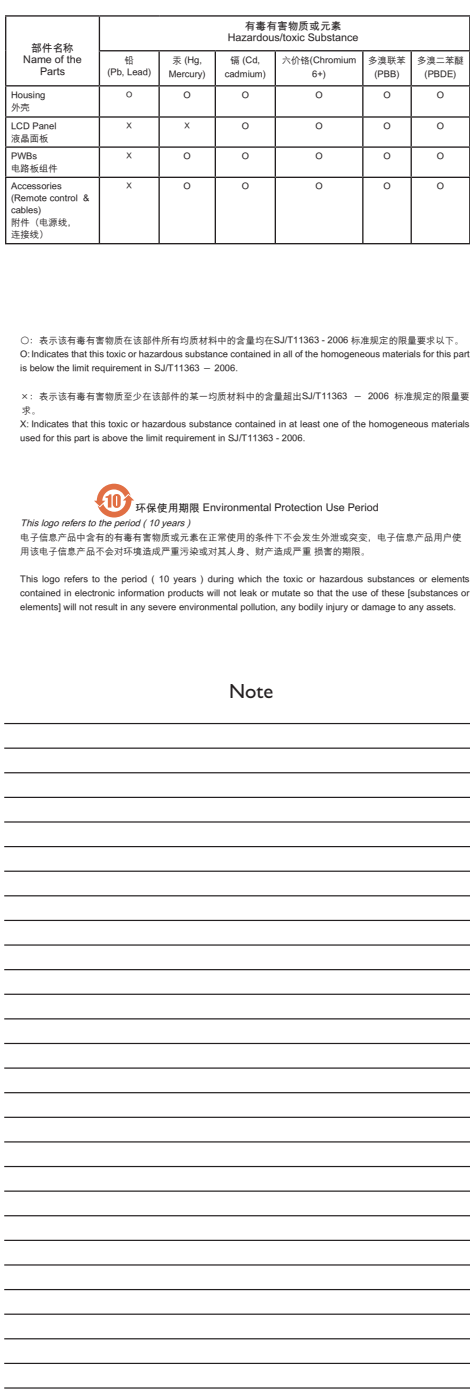 有毒有害物质或元素
Hazardous/toxic Substance
部件名称
Name of the
Parts
铅
(Pb, Lead)
汞 (Hg,
Mercury)
镉 (Cd,
cadmium)
六价铬(Chromium
6+)
多溴联苯
(PBB)
多溴二苯醚
(PBDE)
Housing
外壳
O O O O O O
LCD Panel
液晶面板
X X O O O O
PWBs
电路板组件
X O O O O O
Accessories
(Remote control &
cables)
附件（电源线,
连接线）
X O O O O O
○：表示该有毒有害物质在该部件所有均质材料中的含量均在SJ/T11363 - 2006 标准规定的限量要求以下。
O: Indicates that this toxic or hazardous substance contained in all of the homogeneous materials for this part
is below the limit requirement in SJ/T11363 － 2006.
×：表示该有毒有害物质至少在该部件的某一均质材料中的含量超出SJ/T11363 － 2006 标准规定的限量要
求。
X: Indicates that this toxic or hazardous substance contained in at least one of the homogeneous materials
used for this part is above the limit requirement in SJ/T11363 - 2006.
10 环保使用期限 Environmental Protection Use Period
This logo refers to the period ( 10 years )
电子信息产品中含有的有毒有害物质或元素在正常使用的条件下不会发生外泄或突变，电子信息产品用户使
用该电子信息产品不会对环境造成严重污染或对其人身、财产造成严重 损害的期限。
This logo refers to the period ( 10 years ) during which the toxic or hazardous substances or elements
contained in electronic information products will not leak or mutate so that the use of these [substances or
elements] will not result in any severe environmental pollution, any bodily injury or damage to any assets.
Note